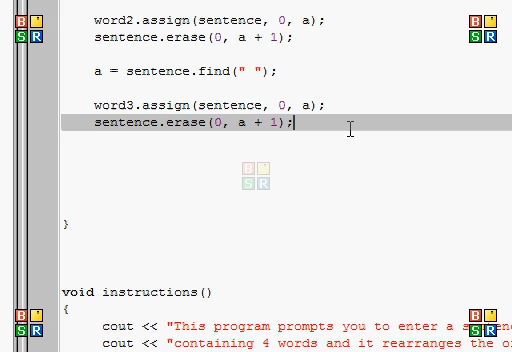 word2.assign(sentence, 0, a);
sentence.erase(0, a + 1);
a = sentence.find(" ");
word3.assign(sentence, 0, a);
sentence.erase(0, a + 1);
}
void instructions()
{
cout << "This program prompts you to enter a
"containing 4 words and it rearranges the
B
S R
B
S R
B
S R
B
S R
B
S R